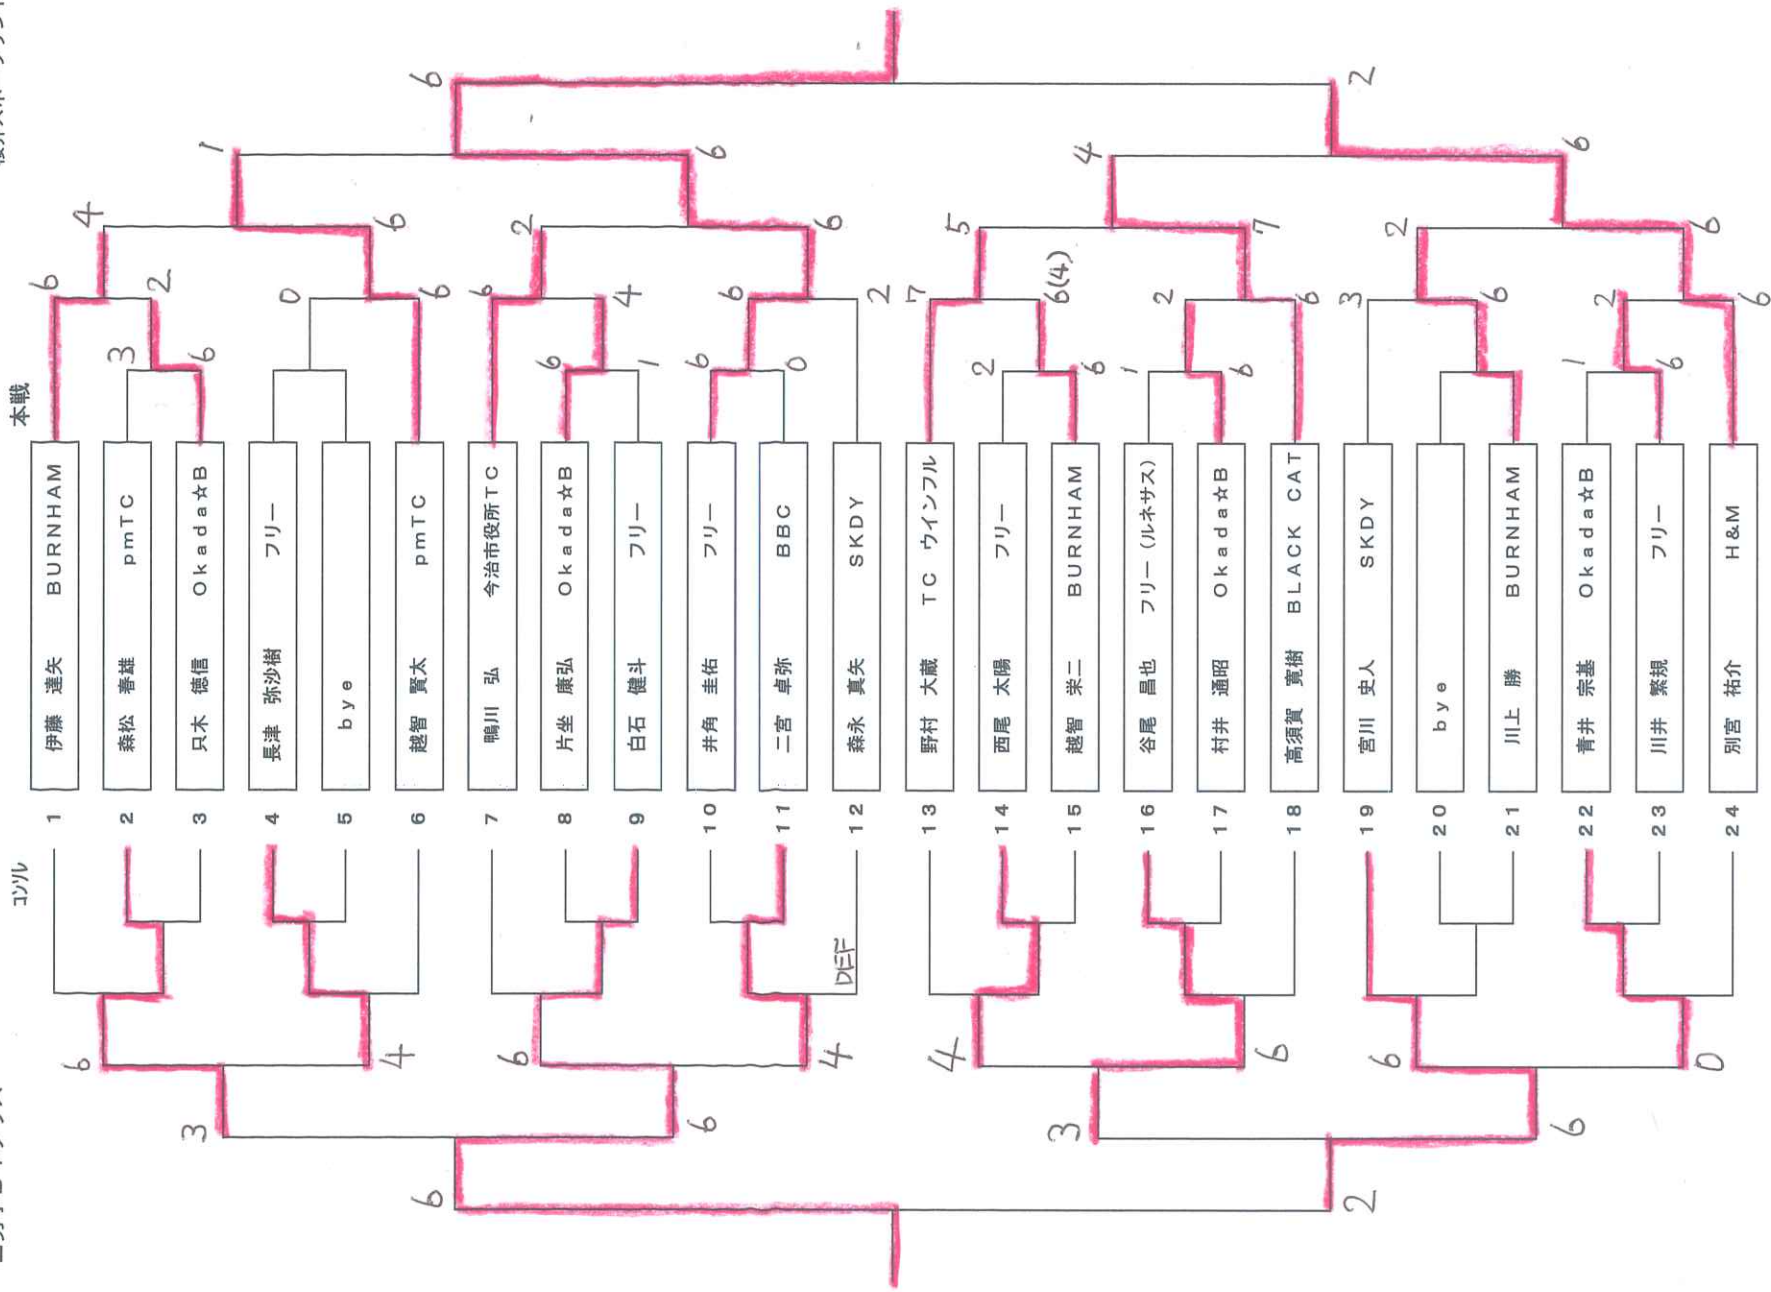 本戦
1
6
2
6
4
1
6
4
2
6
2
6
3
6
0
6
6
4
6
2
5
7
2
6
6
2
7
6(4)
2
6
3
6
2
6
3
6
6
1
6
0
2
6
1
6
1
6
1 伊藤 達矢 BURNHAM
2 森松 春雄 pmTC
3 只木 徳信 Okada☆B
4 長津 弥沙樹 フリー
5 bye
6 越智 賢太 pmTC
7 鴨川 弘 今治市役所TC
8 片坐 康弘 Okada☆B
9 白石 健斗 フリー
10 井角 圭佑 フリー
11 二宮 卓弥 BBC
12 森永 真矢 SKDY
13 野村 大蔵 TC ウインフル
14 西尾 太陽 フリー
15 越智 栄二 BURNHAM
16 谷尾 昌也 フリー(ルネサス)
17 村井 通昭 Okada☆B
18 高須賀 寛樹 BLACK CAT
19 宮川 史人 SKDY
20 bye
21 川上 勝 BURNHAM
22 青井 宗基 Okada☆B
23 川井 繁規 フリー
24 別宮 祐介 H&M
コンソル
DEF
6
4
6
4
4
6
6
0
3
6
3
6
6
2